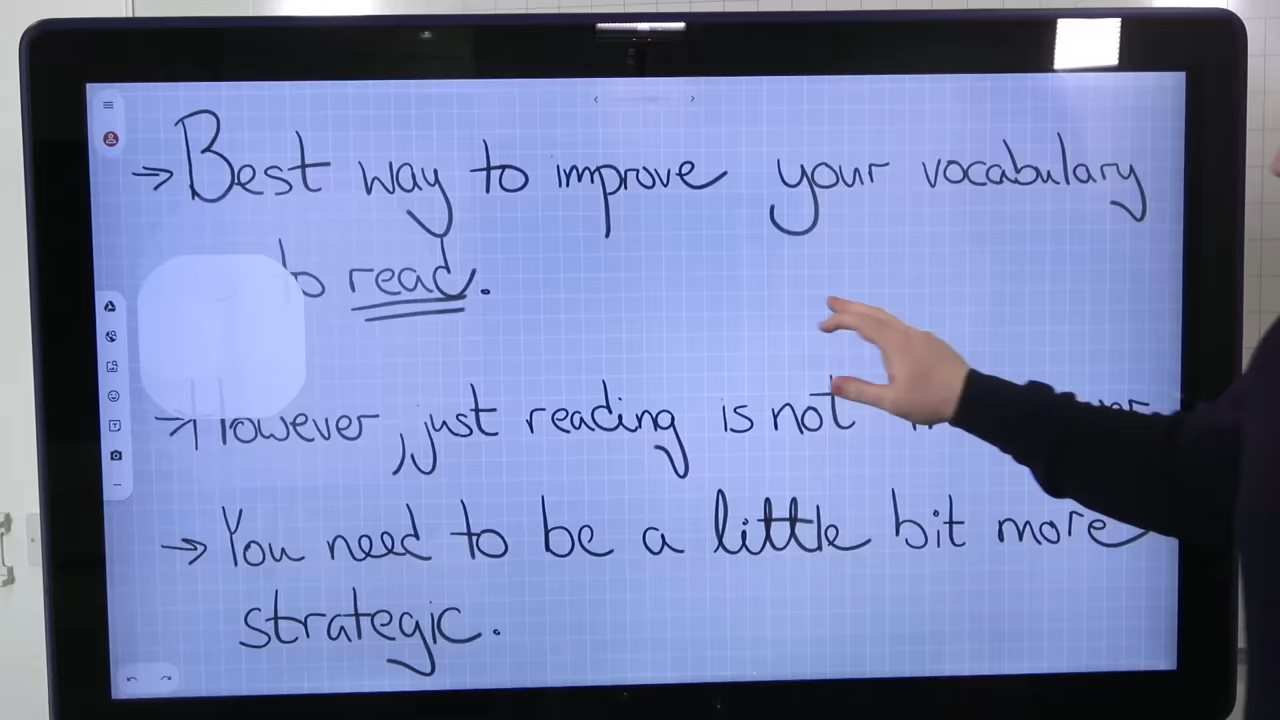 → Best way to improve your vocabulary
to read.
→ However, just reading is not
→ You need to be a little bit more
strategic.